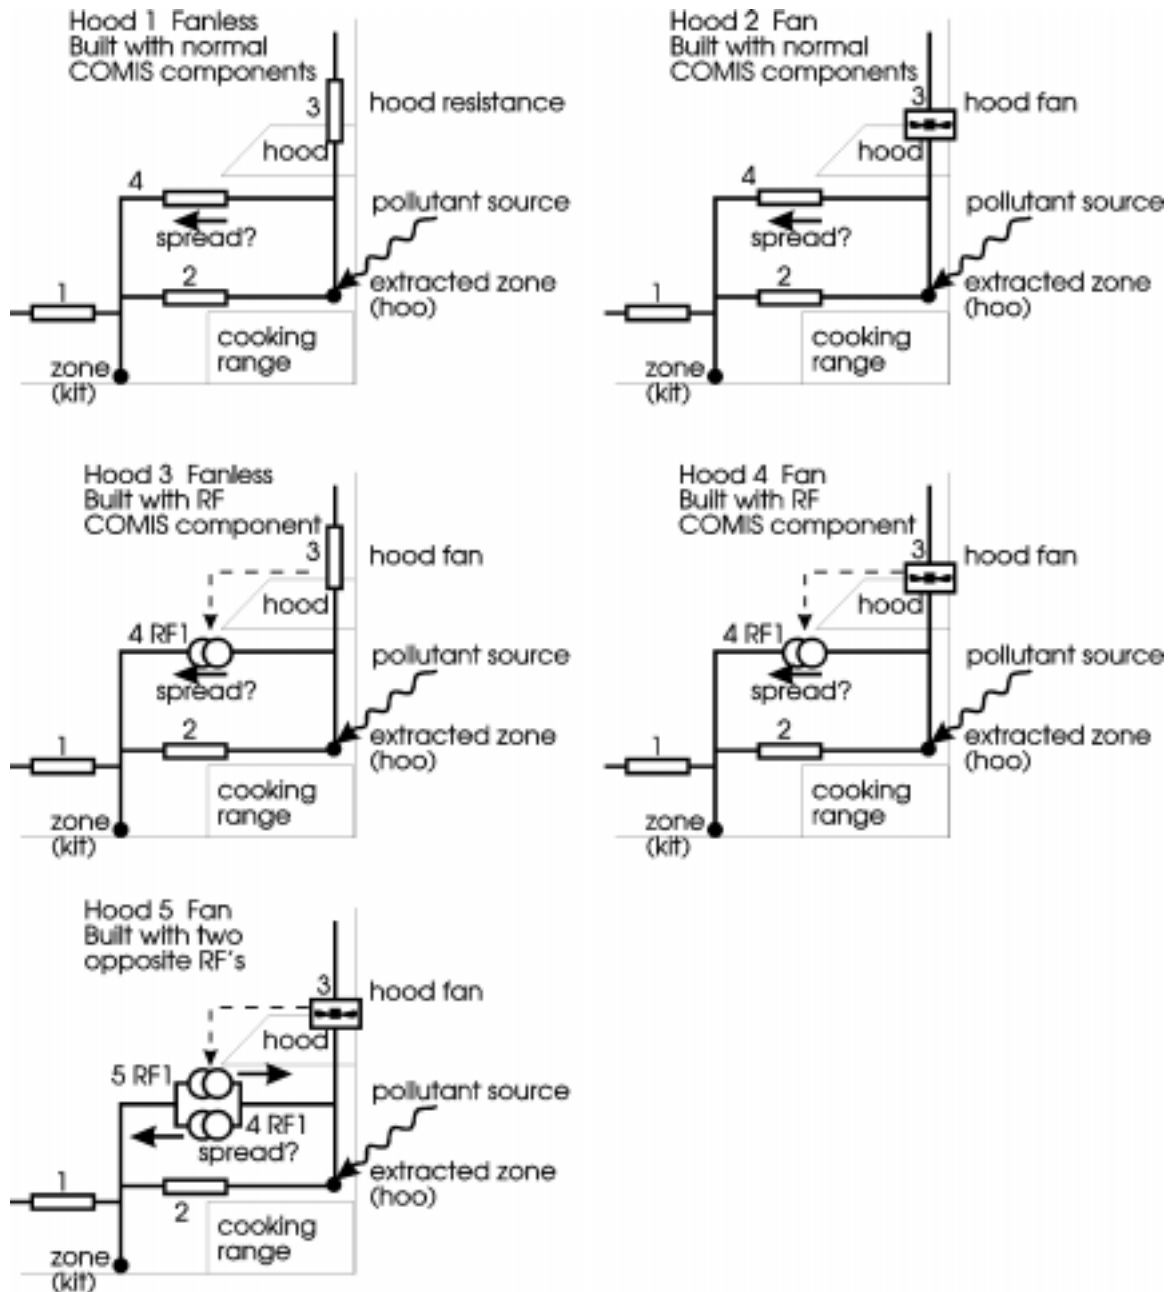 Hood 1 Fanless
Built with normal
COMIS components
3
hood resistance
hood
4
pollutant source
spread?
2
1
extracted zone
(hoo)
cooking
range
zone
(kit)
Hood 2 Fan
Built with normal
COMIS components
3
hood fan
hood
4
pollutant source
spread?
2
1
extracted zone
(hoo)
cooking
range
zone
(kit)
Hood 3 Fanless
Built with RF
COMIS component
3
hood fan
hood
4 RF1
pollutant source
spread?
2
1
extracted zone
(hoo)
cooking
range
zone
(kit)
Hood 4 Fan
Built with RF
COMIS component
3
hood fan
hood
4 RF1
pollutant source
spread?
2
1
extracted zone
(hoo)
cooking
range
zone
(kit)
Hood 5 Fan
Built with two
opposite RF's
3
hood fan
hood
5 RF1
pollutant source
4 RF1
spread?
1
extracted zone
(hoo)
2
cooking
range
zone
(kit)